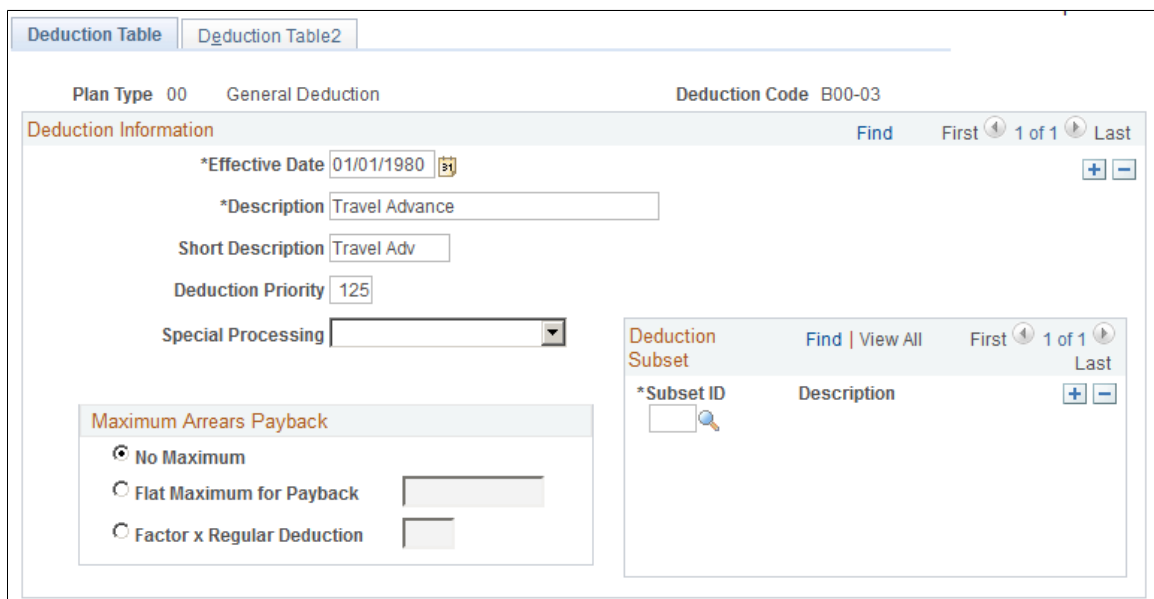 Deduction Table Deduction Table2
Plan Type 00 General Deduction Deduction Code B00-03
Deduction Information Find First 1 of 1 Last
*Effective Date 01/01/1980 31
*Description Travel Advance
Short Description Travel Adv
Deduction Priority 125
Special Processing
Deduction Subset Find | View All First 1 of 1 Last
*Subset ID Description
Maximum Arrears Payback
No Maximum
Flat Maximum for Payback
Factor x Regular Deduction